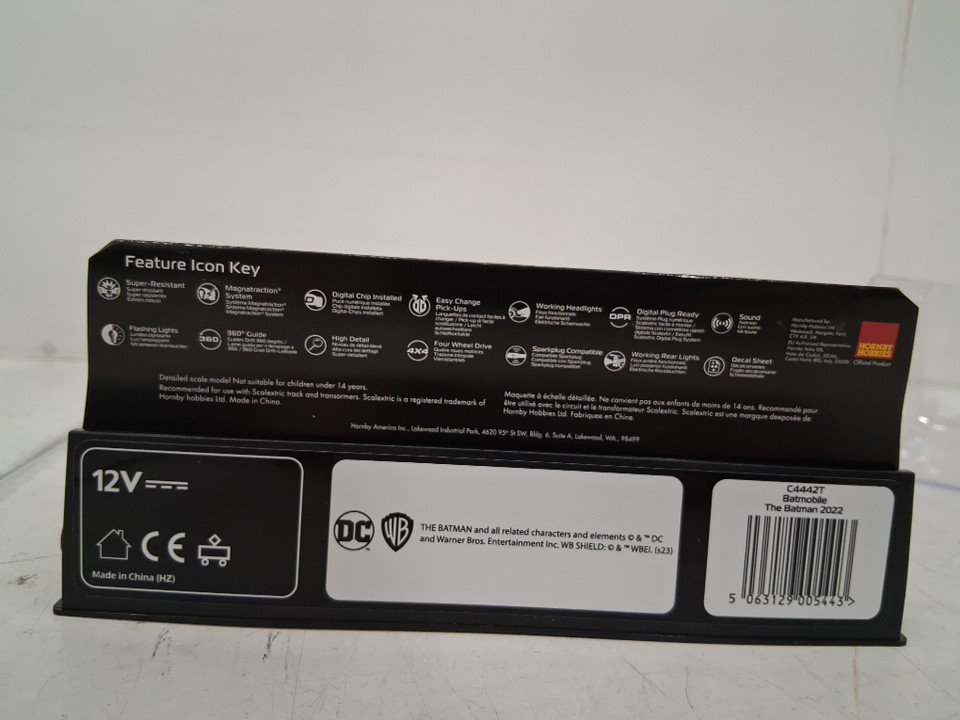 Feature Icon Key
Super-Resistant
Magnatraction®
System
Digital Chip Installed
Easy Change
Pick-Ups
Working Headlights
DPR
Digital Plug Ready
Sound
Flashing Lights
360
360° Guide
High Detail
4X4
Four Wheel Drive
Sparkplug Compatible
Working Rear Lights
Decal Sheet
HORNBY
HOBBIES
Official Product
Detailed scale model Not suitable for children under 14 years.
Recommended for use with Scalextric track and transormers. Scalextric is a registered trademark of
Hornby hobbies Ltd. Made in China.
Maquette à échelle détaillée. Ne convient pas aux enfants de moins de 14 ans. Recommandé pour
être utilisé avec le circuit et le transformateur Scalextric. Scalextric est une marque deeposée de
Hornby Hobbies Ltd. Fabriquee en China.
Hornby America Inc., Lakewood Industrial Park, 4620 95th St SW, Bldg. 6, Suite A, Lakewood, WA., 98499
12V
CE
Made in China (HZ)
DC
WB
THE BATMAN and all related characters and elements © & ™ DC
and Warner Bros. Entertainment Inc. WB SHIELD: © & ™ WBEI. (s23)
C4442T
Batmobile
The Batman 2022
5 063129 005443 >